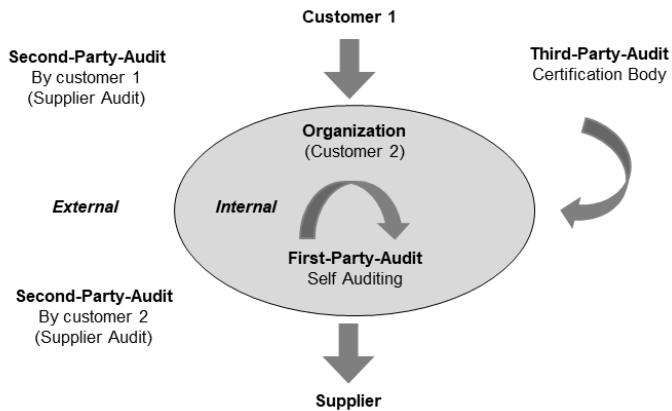 Customer 1
Second-Party-Audit
By customer 1
(Supplier Audit)
Third-Party-Audit
Certification Body
Organization
(Customer 2)
External
Internal
First-Party-Audit
Self Auditing
Second-Party-Audit
By customer 2
(Supplier Audit)
Supplier